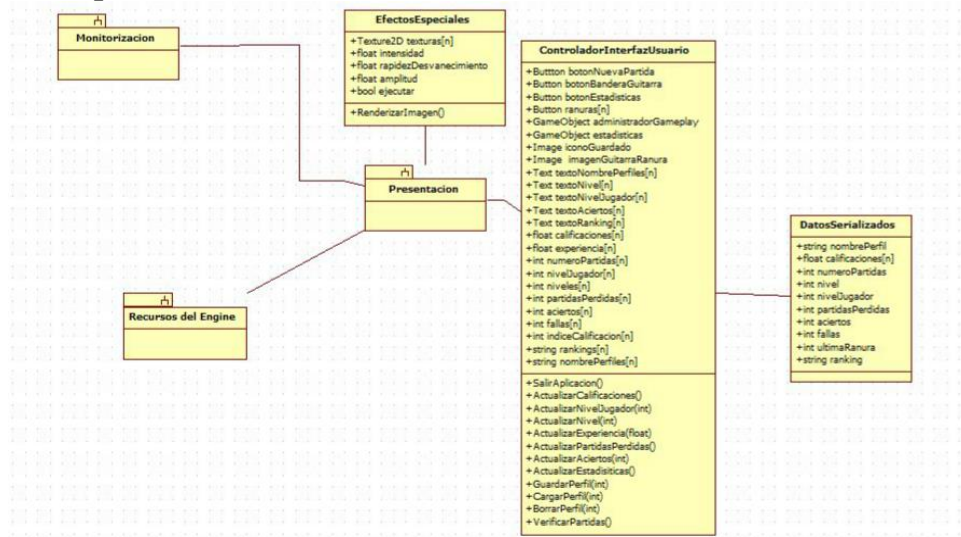 Monitorizacion
EfectosEspeciales
+Texture2D texturas[n]
+float intensidad
+float rapidezDesvanecimiento
+float amplitud
+bool ejecutar
+RenderizarImagen()
Presentacion
Recursos del Engine
ControladorInterfazUsuario
+Buttton botonNuevaPartida
+Button botonBanderaGuitarra
+Button botonEstadisticas
+Button ranuras[n]
+GameObject administradorGameplay
+GameObject estadisticas
+Image iconoGuardado
+Image imagenGuitarraRanura
+Text textoNombrePerfiles[n]
+Text textoNivel[n]
+Text textoNivelJugador[n]
+Text textoAciertos[n]
+Text textoRanking[n]
+float calificaciones[n]
+float experiencia[n]
+int numeroPartidas[n]
+int nivelJugador[n]
+int niveles[n]
+int partidasPerdidas[n]
+int aciertos[n]
+int fallas[n]
+int indiceCalificacion[n]
+string rankings[n]
+string nombrePerfiles[n]
+SalirAplicacion()
+ActualizarCalificaciones()
+ActualizarNivelJugador(int)
+ActualizarNivel(int)
+ActualizarExperiencia(float)
+ActualizarPartidasPerdidas()
+ActualizarAciertos(int)
+ActualizarEstadisiticas()
+GuardarPerfil(int)
+CargarPerfil(int)
+BorrarPerfil(int)
+VerificarPartidas()
DatosSerializados
+string nombrePerfil
+float calificaciones[n]
+int numeroPartidas
+int nivel
+int nivelJugador
+int partidasPerdidas
+int aciertos
+int fallas
+int ultimaRanura
+string ranking